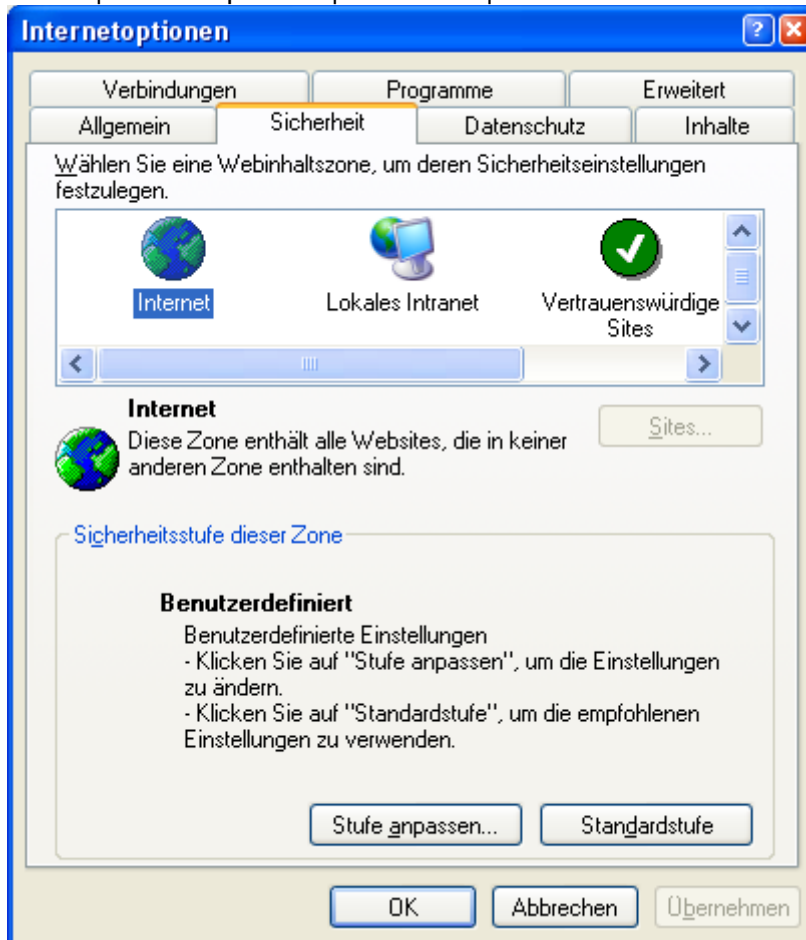 Internetoptionen
Verbindungen Programme Erweitert
Allgemein Sicherheit Datenschutz Inhalte
Wählen Sie eine Webinhaltszone, um deren Sicherheitseinstellungen
festzulegen.
Internet Lokales Intranet Vertrauenswürdige
Sites
Internet
Diese Zone enthält alle Websites, die in keiner
anderen Zone enthalten sind.
Sites...
Sicherheitsstufe dieser Zone
Benutzerdefiniert
Benutzerdefinierte Einstellungen
- Klicken Sie auf "Stufe anpassen", um die Einstellungen
zu ändern.
- Klicken Sie auf "Standardstufe", um die empfohlenen
Einstellungen zu verwenden.
Stufe anpassen... Standardstufe
OK Abbrechen Übernehmen